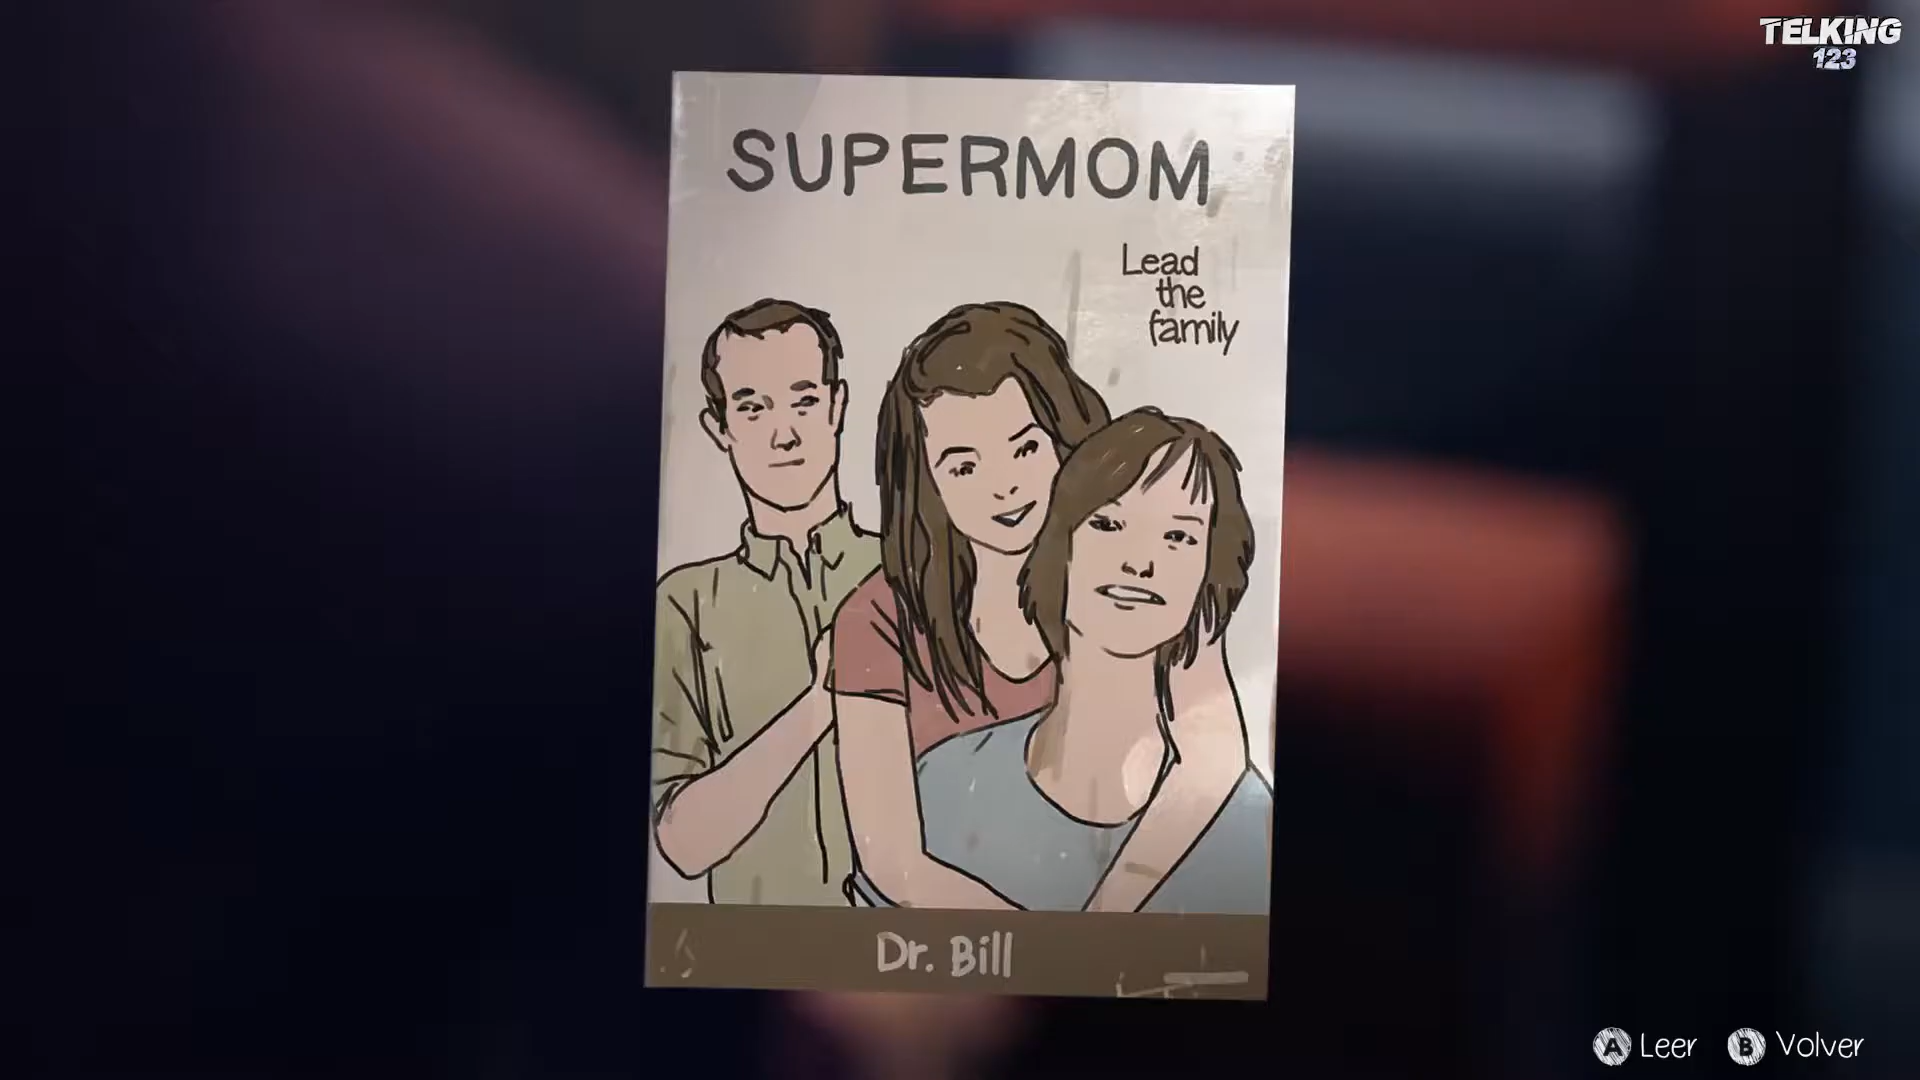 TELKING
123
SUPERMOM
Lead
the
family
Dr. Bill
A Leer B Volver